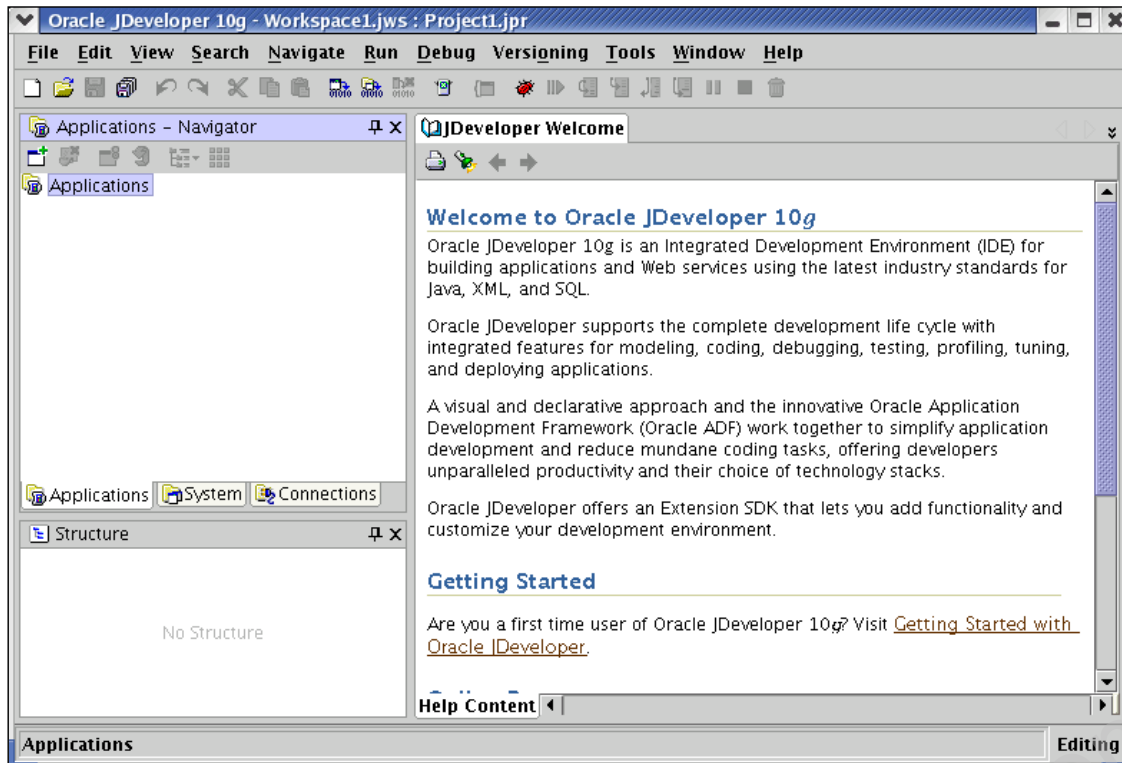 Oracle JDeveloper 10g - Workspace1.jws : Project1.jpr
File Edit View Search Navigate Run Debug Versioning Tools Window Help
Applications – Navigator
Applications
Applications System Connections
Structure
No Structure
JDeveloper Welcome
Welcome to Oracle JDeveloper 10g
Oracle JDeveloper 10g is an Integrated Development Environment (IDE) for
building applications and Web services using the latest industry standards for
Java, XML, and SQL.
Oracle JDeveloper supports the complete development life cycle with
integrated features for modeling, coding, debugging, testing, profiling, tuning,
and deploying applications.
A visual and declarative approach and the innovative Oracle Application
Development Framework (Oracle ADF) work together to simplify application
development and reduce mundane coding tasks, offering developers
unparalleled productivity and their choice of technology stacks.
Oracle JDeveloper offers an Extension SDK that lets you add functionality and
customize your development environment.
Getting Started
Are you a first time user of Oracle JDeveloper 10g? Visit Getting Started with
Oracle JDeveloper.
Help Content
Applications
Editing